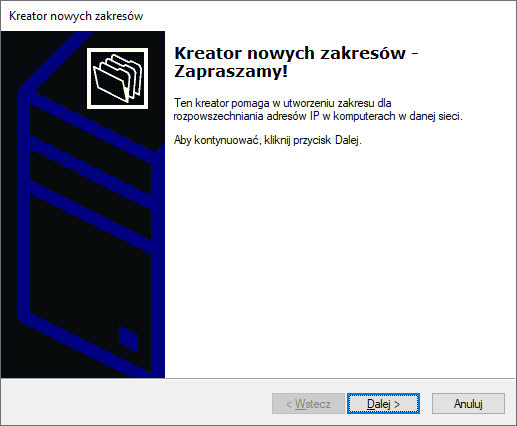 Kreator nowych zakresów
Kreator nowych zakresów -
Zapraszamy!
Ten kreator pomaga w utworzeniu zakresu dla
rozpowszechniania adresów IP w komputerach w danej sieci.
Aby kontynuować, kliknij przycisk Dalej.
< Wstecz
Dalej >
Anuluj